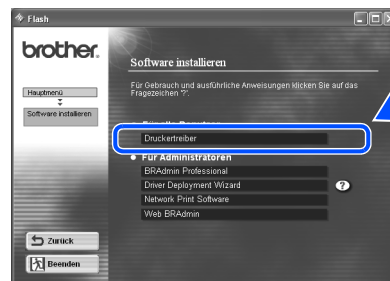 Flash
brother.
Software installieren
Für Gebrauch und ausführliche Anweisungen klicken Sie auf das
Fragezeichen '?'.
Hauptmenü
Software installieren
Druckertreiber
Für Administratoren
BRAdmin Professional
Driver Deployment Wizard
?
Network Print Software
Web BRAdmin
Zurück
Beenden